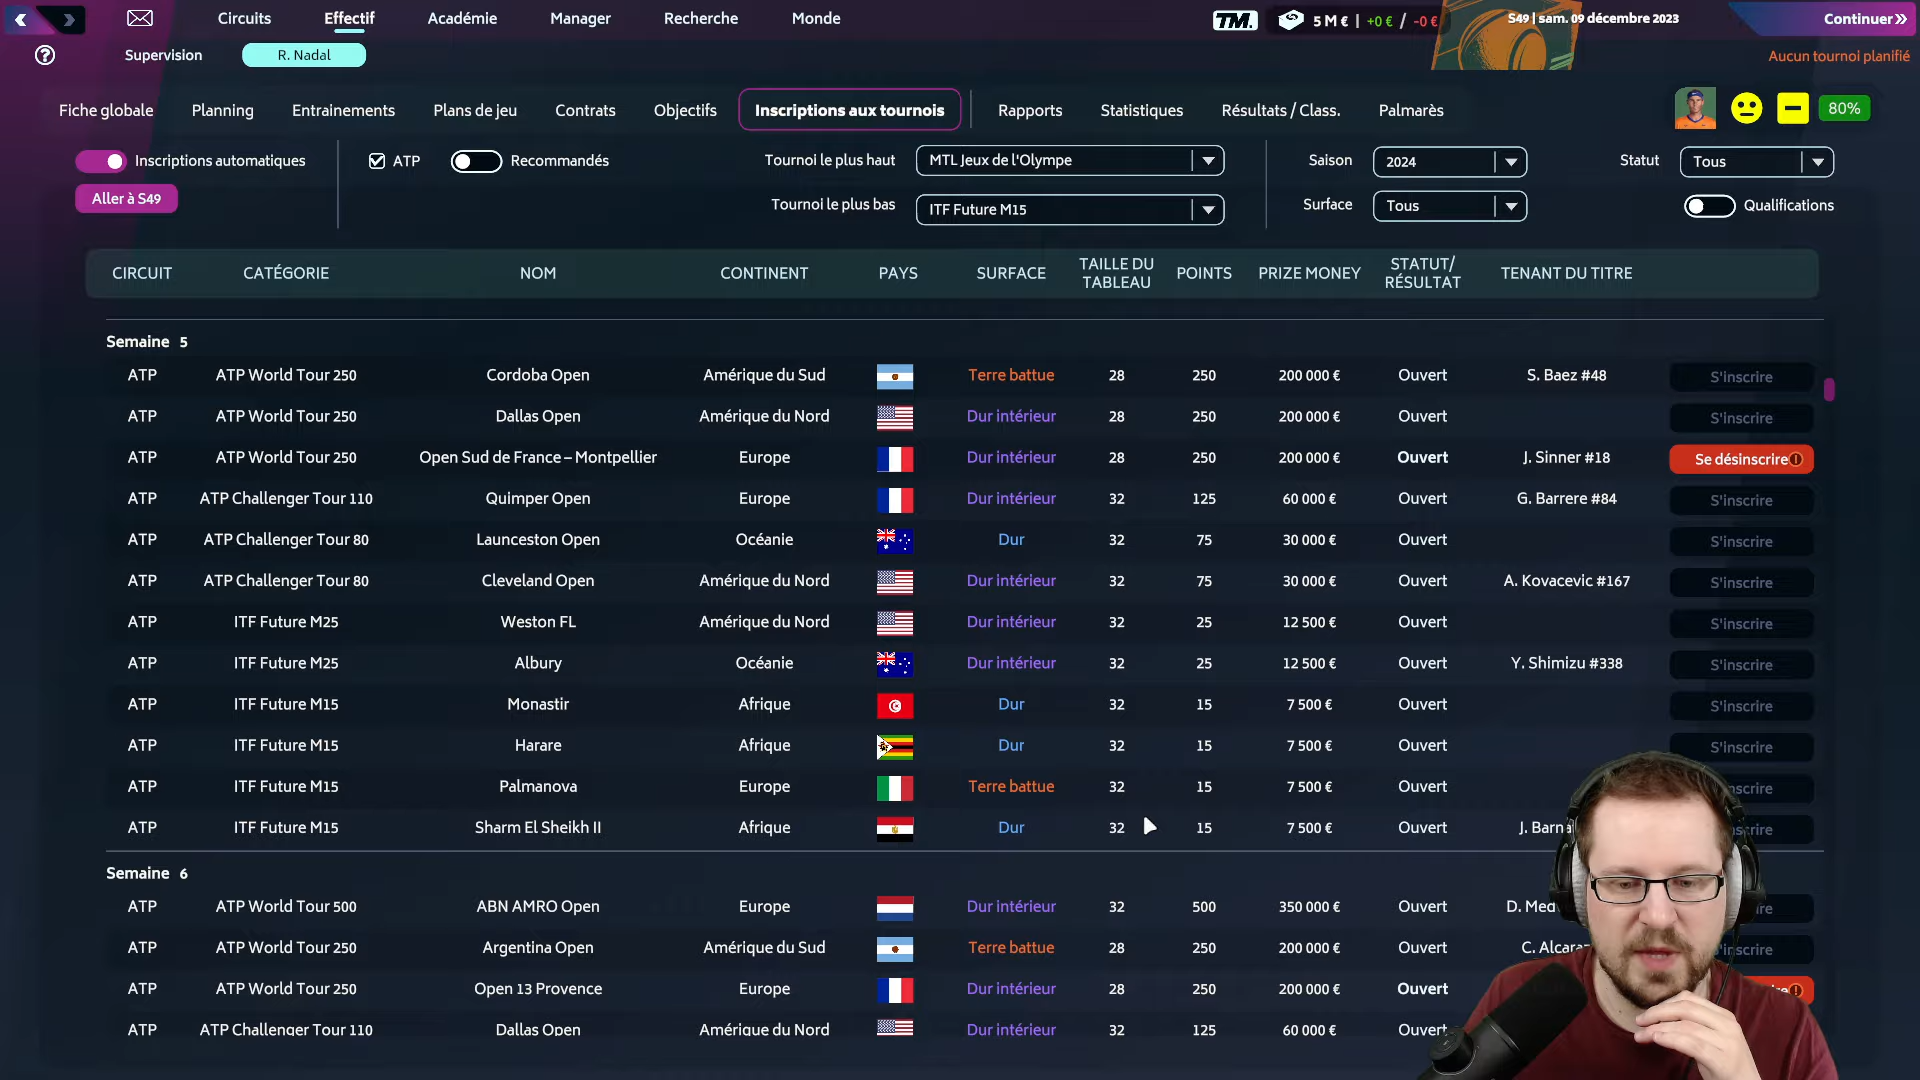 Circuits Effectif Académie Manager Recherche Monde TM. 5 M € | +0 € / -0 € S49 | sam. 09 décembre 2023 Continuer
Supervision R. Nadal Aucun tournoi planifié
Fiche globale Planning Entrainements Plans de jeu Contrats Objectifs Inscriptions aux tournois Rapports Statistiques Résultats / Class. Palmarès 80%
Inscriptions automatiques ATP Recommandés Tournoi le plus haut MTL Jeux de l'Olympe Saison 2024 Statut Tous
Aller à S49 Tournoi le plus bas ITF Future M15 Surface Tous Qualifications
CIRCUIT CATÉGORIE NOM CONTINENT PAYS SURFACE TAILLE DU TABLEAU POINTS PRIZE MONEY STATUT/ RÉSULTAT TENANT DU TITRE
Semaine 5
ATP ATP World Tour 250 Cordoba Open Amérique du Sud Terre battue 28 250 200 000 € Ouvert S. Baez #48 S'inscrire
ATP ATP World Tour 250 Dallas Open Amérique du Nord Dur intérieur 28 250 200 000 € Ouvert S'inscrire
ATP ATP World Tour 250 Open Sud de France – Montpellier Europe Dur intérieur 28 250 200 000 € Ouvert J. Sinner #18 Se désinscrire
ATP ATP Challenger Tour 110 Quimper Open Europe Dur intérieur 32 125 60 000 € Ouvert G. Barrere #84 S'inscrire
ATP ATP Challenger Tour 80 Launceston Open Océanie Dur 32 75 30 000 € Ouvert S'inscrire
ATP ATP Challenger Tour 80 Cleveland Open Amérique du Nord Dur intérieur 32 75 30 000 € Ouvert A. Kovacevic #167 S'inscrire
ATP ITF Future M25 Weston FL Amérique du Nord Dur intérieur 32 25 12 500 € Ouvert S'inscrire
ATP ITF Future M25 Albury Océanie Dur intérieur 32 25 12 500 € Ouvert Y. Shimizu #338 S'inscrire
ATP ITF Future M15 Monastir Afrique Dur 32 15 7 500 € Ouvert S'inscrire
ATP ITF Future M15 Harare Afrique Dur 32 15 7 500 € Ouvert S'inscrire
ATP ITF Future M15 Palmanova Europe Terre battue 32 15 7 500 € Ouvert
ATP ITF Future M15 Sharm El Sheikh II Afrique Dur 32 15 7 500 € Ouvert J. Barna
Semaine 6
ATP ATP World Tour 500 ABN AMRO Open Europe Dur intérieur 32 500 350 000 € Ouvert D. Med
ATP ATP World Tour 250 Argentina Open Amérique du Sud Terre battue 28 250 200 000 € Ouvert C. Alcaraz
ATP ATP World Tour 250 Open 13 Provence Europe Dur intérieur 28 250 200 000 € Ouvert
ATP ATP Challenger Tour 110 Dallas Open Amérique du Nord Dur intérieur 32 125 60 000 € Ouvert